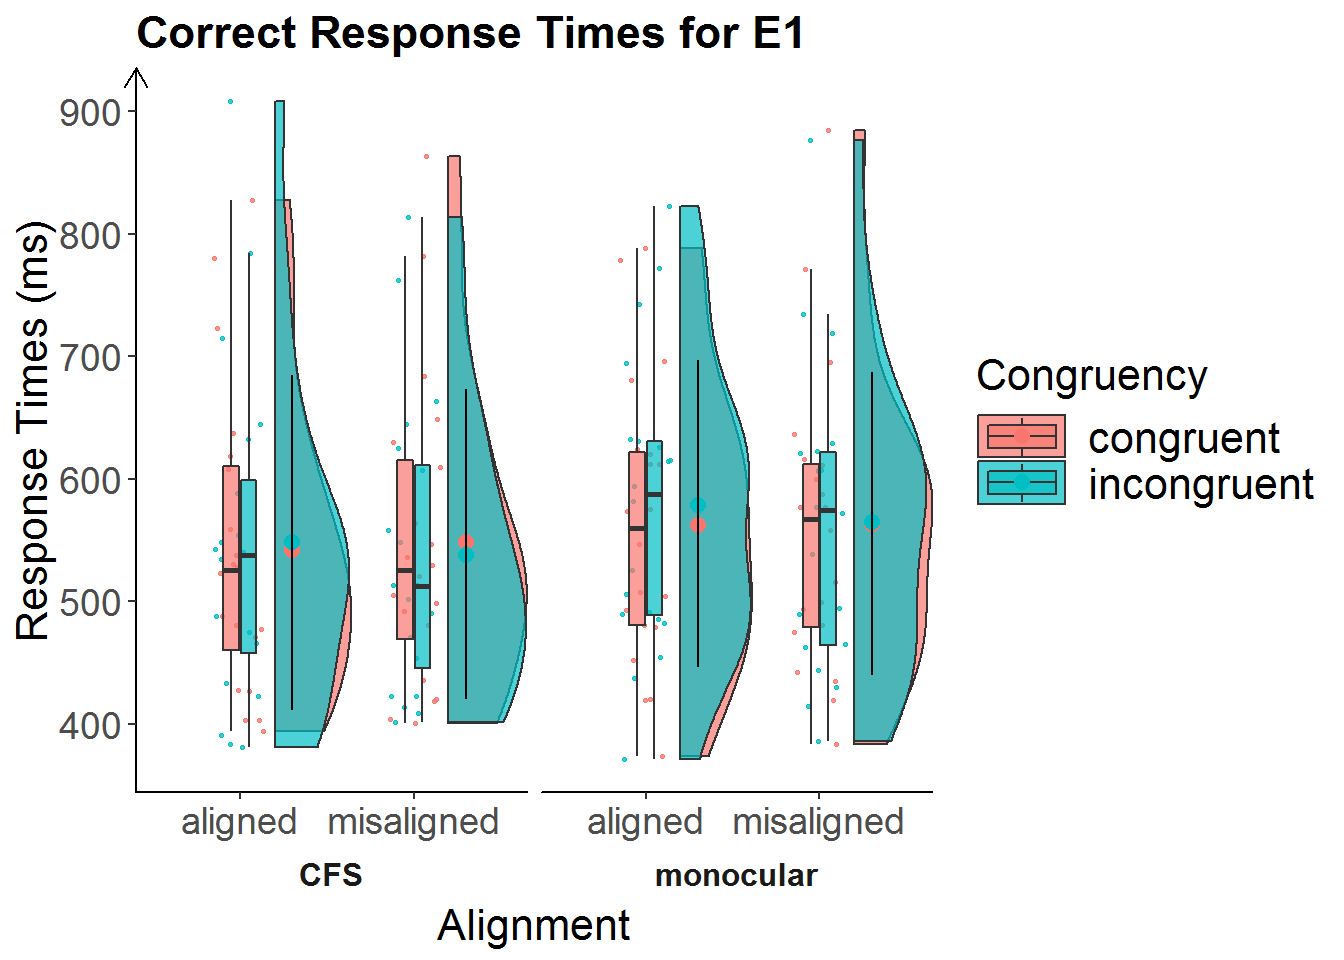 Correct Response Times for E1
Response Times (ms)
900
800
700
600
500
400
aligned misaligned aligned misaligned
CFS monocular
Alignment
Congruency
congruent
incongruent